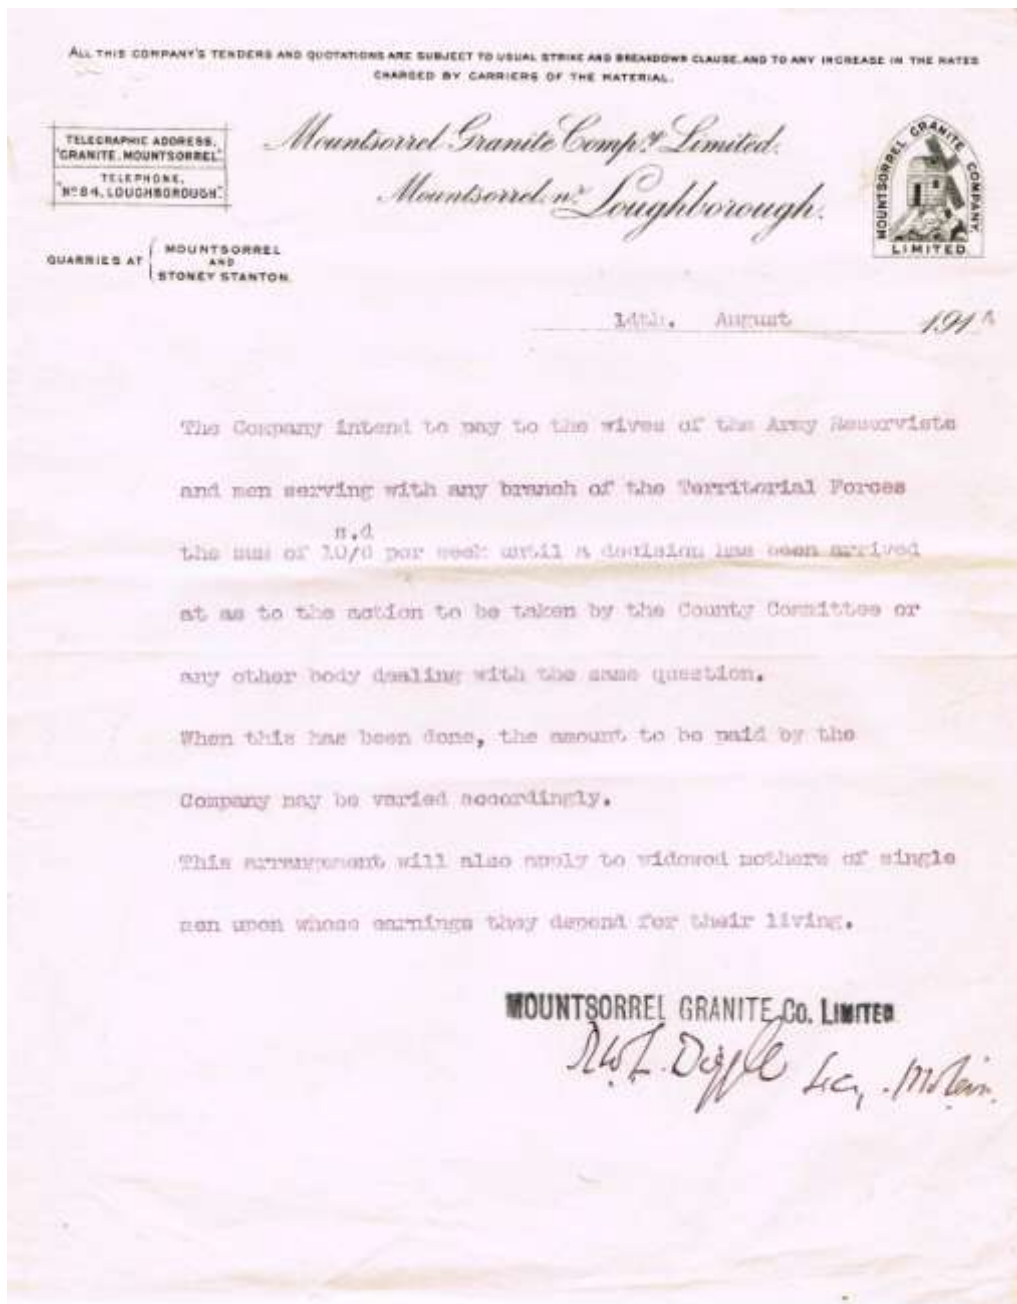 ALL THIS COMPANY'S TENDERS AND QUOTATIONS ARE SUBJECT TO USUAL STRIKE AND BREAKDOWN CLAUSE, AND TO ANY INCREASE IN THE RATES
CHARGED BY CARRIERS OF THE MATERIAL.
TELEGRAPHIC ADDRESS,
"GRANITE, MOUNTSORREL".
TELEPHONE,
"No. 84, LOUGHBOROUGH".
Mountsorrel Granite Compy. Limited.
Mountsorrel, nr. Loughborough.
MOUNTSORREL GRANITE COMPANY
LIMITED
QUARRIES AT
MOUNTSORREL
AND
STONEY STANTON.
14th. August 191
The Company intend to pay to the wives of the Army Reservists
and men serving with any branch of the Territorial Forces
s.d
the sum of 10/0 per week until a decision has been arrived
at as to the action to be taken by the County Committee or
any other body dealing with the same question.
When this has been done, the amount to be paid by the
Company may be varied accordingly.
This arrangement will also apply to widowed mothers of single
men upon whose earnings they depend for their living.
MOUNTSORREL GRANITE Co. LIMITED
Diggle